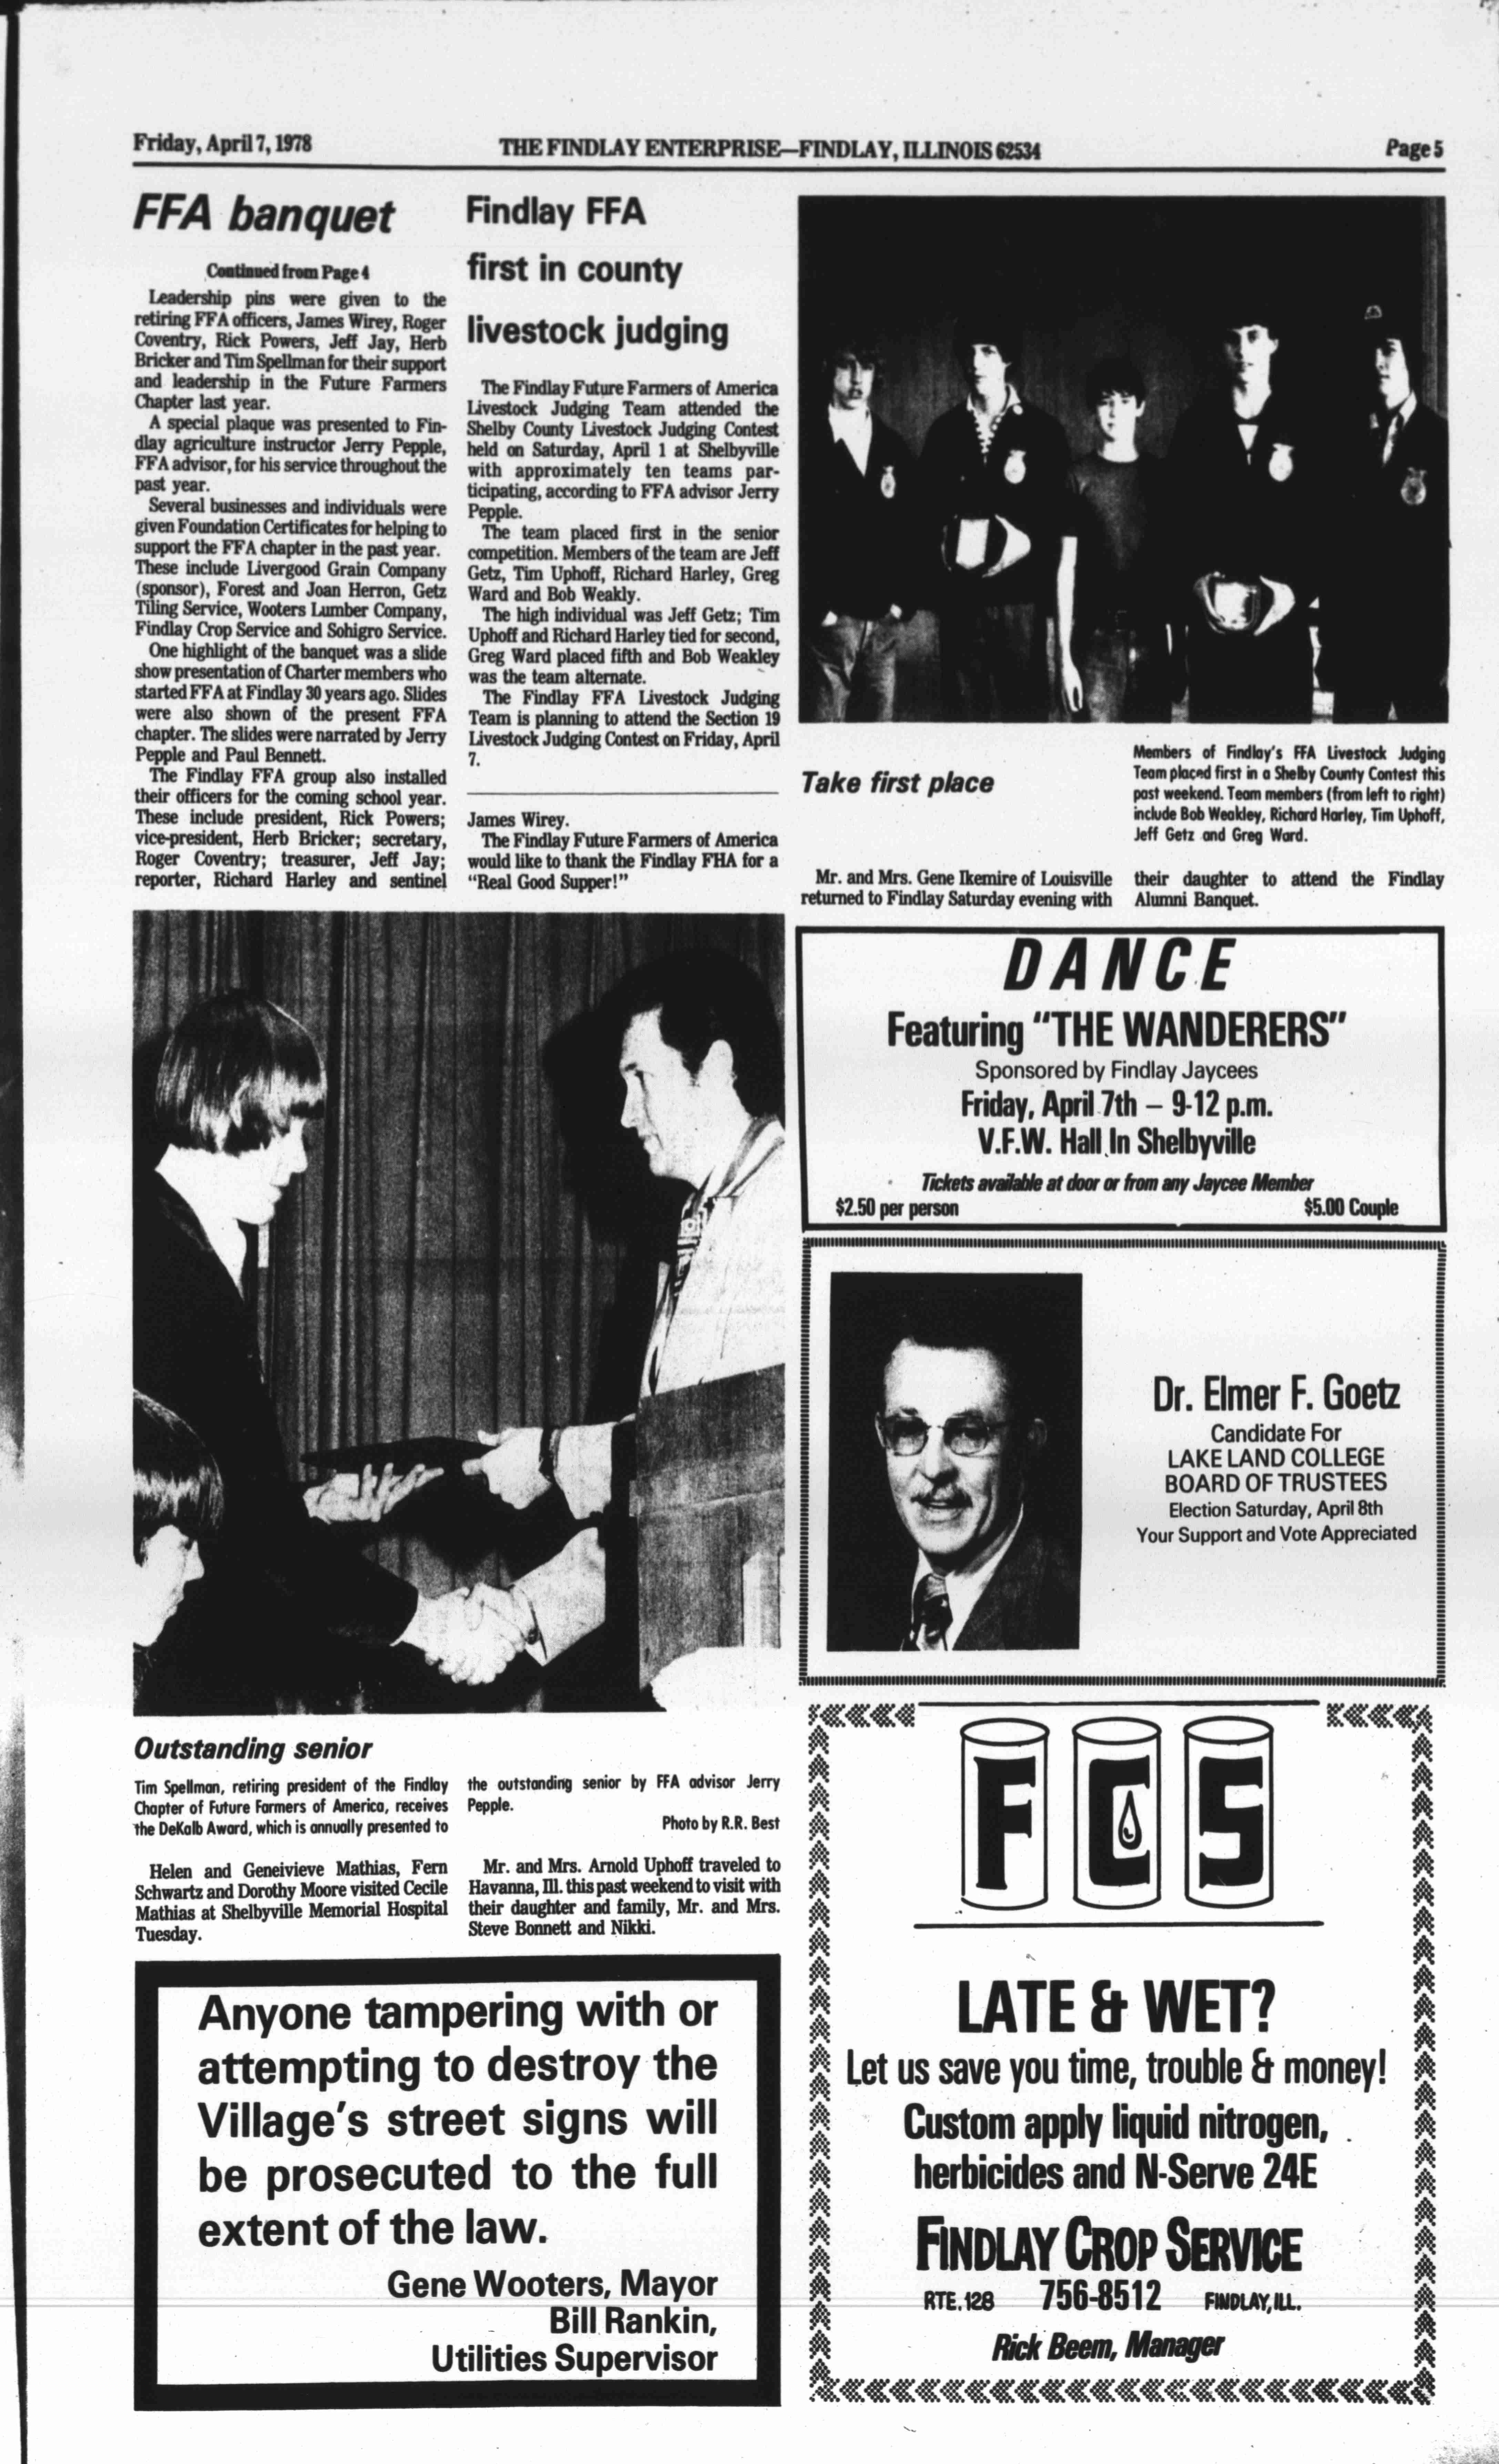 Friday, April 7, 1978
THE FINDLAY ENTERPRISE—FINDLAY, ILLINOIS 62534
Page 5
FFA banquet
Continued from Page 4
Leadership pins were given to the
retiring FFA officers, James Wirey, Roger
Coventry, Rick Powers, Jeff Jay, Herb
Bricker and Tim Spellman for their support
and leadership in the Future Farmers
Chapter last year.
A special plaque was presented to Fin-
dlay agriculture instructor Jerry Pepple,
FFA advisor, for his service throughout the
past year.
Several businesses and individuals were
given Foundation Certificates for helping to
support the FFA chapter in the past year.
These include Livergood Grain Company
(sponsor), Forest and Joan Herron, Getz
Tiling Service, Wooters Lumber Company,
Findlay Crop Service and Sohigro Service.
One highlight of the banquet was a slide
show presentation of Charter members who
started FFA at Findlay 30 years ago. Slides
were also shown of the present FFA
chapter. The slides were narrated by Jerry
Pepple and Paul Bennett.
The Findlay FFA group also installed
their officers for the coming school year.
These include president, Rick Powers;
vice-president, Herb Bricker; secretary,
Roger Coventry; treasurer, Jeff Jay;
reporter, Richard Harley and sentinel
James Wirey.
The Findlay Future Farmers of America
would like to thank the Findlay FHA for a
"Real Good Supper!"
Findlay FFA
first in county
livestock judging
The Findlay Future Farmers of America
Livestock Judging Team attended the
Shelby County Livestock Judging Contest
held on Saturday, April 1 at Shelbyville
with approximately ten teams par-
ticipating, according to FFA advisor Jerry
Pepple.
The team placed first in the senior
competition. Members of the team are Jeff
Getz, Tim Uphoff, Richard Harley, Greg
Ward and Bob Weakly.
The high individual was Jeff Getz; Tim
Uphoff and Richard Harley tied for second,
Greg Ward placed fifth and Bob Weakley
was the team alternate.
The Findlay FFA Livestock Judging
Team is planning to attend the Section 19
Livestock Judging Contest on Friday, April
7.
Take first place
Members of Findlay's FFA Livestock Judging
Team placed first in a Shelby County Contest this
past weekend. Team members (from left to right)
include Bob Weakley, Richard Harley, Tim Uphoff,
Jeff Getz and Greg Ward.
Mr. and Mrs. Gene Ikemire of Louisville
returned to Findlay Saturday evening with
their daughter to attend the Findlay
Alumni Banquet.
DANCE
Featuring "THE WANDERERS"
Sponsored by Findlay Jaycees
Friday, April 7th – 9-12 p.m.
V.F.W. Hall In Shelbyville
Tickets available at door or from any Jaycee Member
$2.50 per person
$5.00 Couple
Dr. Elmer F. Goetz
Candidate For
LAKE LAND COLLEGE
BOARD OF TRUSTEES
Election Saturday, April 8th
Your Support and Vote Appreciated
Outstanding senior
Tim Spellman, retiring president of the Findlay
Chapter of Future Farmers of America, receives
the DeKalb Award, which is annually presented to
the outstanding senior by FFA advisor Jerry
Pepple.
Photo by R.R. Best
Helen and Geneivieve Mathias, Fern
Schwartz and Dorothy Moore visited Cecile
Mathias at Shelbyville Memorial Hospital
Tuesday.
Mr. and Mrs. Arnold Uphoff traveled to
Havanna, Ill. this past weekend to visit with
their daughter and family, Mr. and Mrs.
Steve Bonnett and Nikki.
Anyone tampering with or
attempting to destroy the
Village's street signs will
be prosecuted to the full
extent of the law.
Gene Wooters, Mayor
Bill Rankin,
Utilities Supervisor
FCS
LATE & WET?
Let us save you time, trouble & money!
Custom apply liquid nitrogen,
herbicides and N-Serve 24E
FINDLAY CROP SERVICE
RTE. 128 756-8512 FINDLAY, ILL.
Rick Beem, Manager